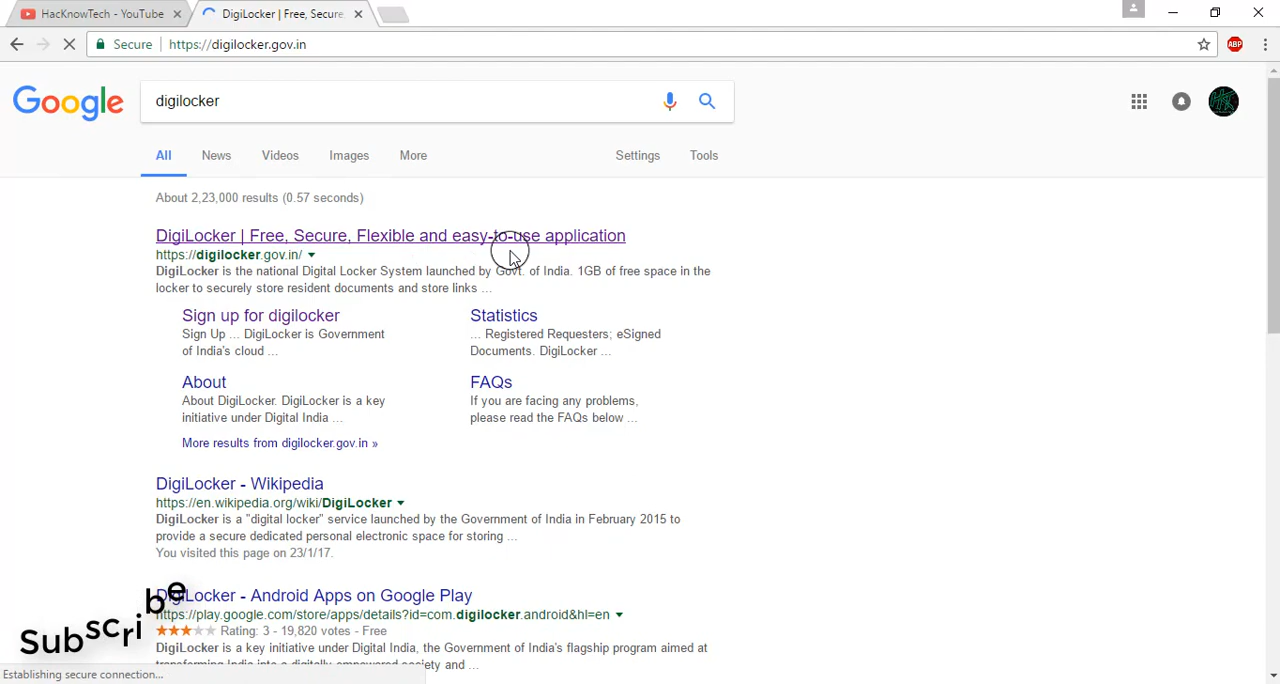 HacKnowTech - YouTube
DigiLocker | Free, Secure,
Secure
https://digilocker.gov.in
ABP
Google
digilocker
All News Videos Images More Settings Tools
About 2,23,000 results (0.57 seconds)
DigiLocker | Free, Secure, Flexible and easy-to-use application
https://digilocker.gov.in/
DigiLocker is the national Digital Locker System launched by Govt. of India. 1GB of free space in the
locker to securely store resident documents and store links ...
Sign up for digilocker
Sign Up ... DigiLocker is Government
of India's cloud ...
Statistics
... Registered Requesters; eSigned
Documents. DigiLocker ...
About
About DigiLocker. DigiLocker is a key
initiative under Digital India ...
FAQs
If you are facing any problems,
please read the FAQs below ...
More results from digilocker.gov.in »
DigiLocker - Wikipedia
https://en.wikipedia.org/wiki/DigiLocker
DigiLocker is a "digital locker" service launched by the Government of India in February 2015 to
provide a secure dedicated personal electronic space for storing ...
You visited this page on 23/1/17.
DigiLocker - Android Apps on Google Play
https://play.google.com/store/apps/details?id=com.digilocker.android&hl=en
Rating: 3 - 19,820 votes - Free
DigiLocker is a key initiative under Digital India, the Government of India's flagship program aimed at
transforming India into a digitally empowered society and ...
Subscribe
Establishing secure connection...